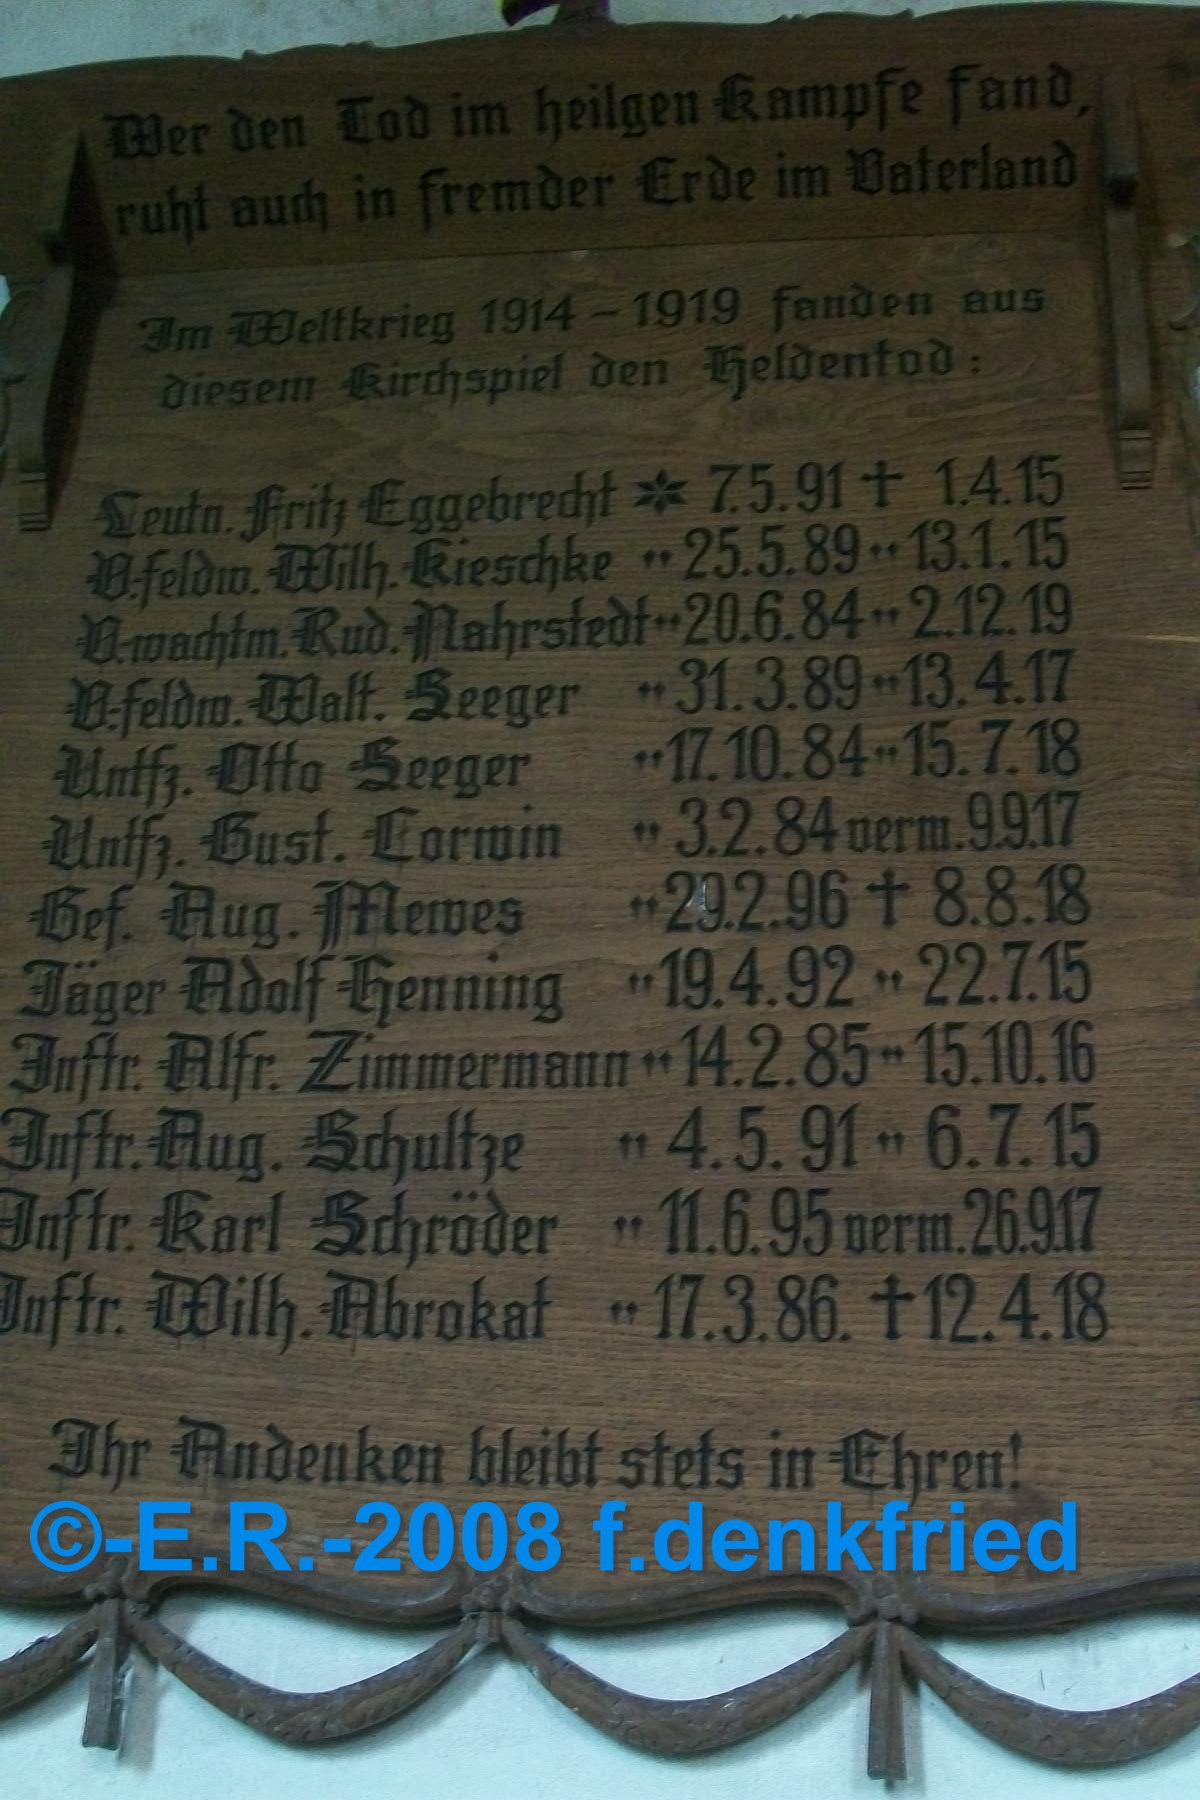 Wer den Tod im heilgen Kampfe fand,
ruht auch in fremder Erde im Vaterland
Im Weltkrieg 1914 – 1919 fanden aus
diesem Kirchspiel den Heldentod:
Leutn. Fritz Eggebrecht * 7.5.91 † 1.4.15
V.-feldw. Wilh. Kieschke " 25.5.89 " 13.1.15
V.-wachtm. Rud. Nahrstedt " 20.6.84 " 2.12.19
V.-feldw. Walt. Seeger " 31.3.89 " 13.4.17
Untfz. Otto Seeger " 17.10.84 " 15.7.18
Untfz. Gust. Corwin " 3.2.84 verm. 9.9.17
Gef. Aug. Mewes " 29.2.96 † 8.8.18
Jäger Adolf Henning " 19.4.92 " 22.7.15
Inftr. Alfr. Zimmermann " 14.2.85 " 15.10.16
Inftr. Aug. Schultze " 4.5.91 " 6.7.15
Inftr. Karl Schröder " 11.6.95 verm. 26.9.17
Inftr. Wilh. Abrokat " 17.3.86. † 12.4.18
Ihr Andenken bleibt stets in Ehren!
©-E.R.-2008 f.denkfried